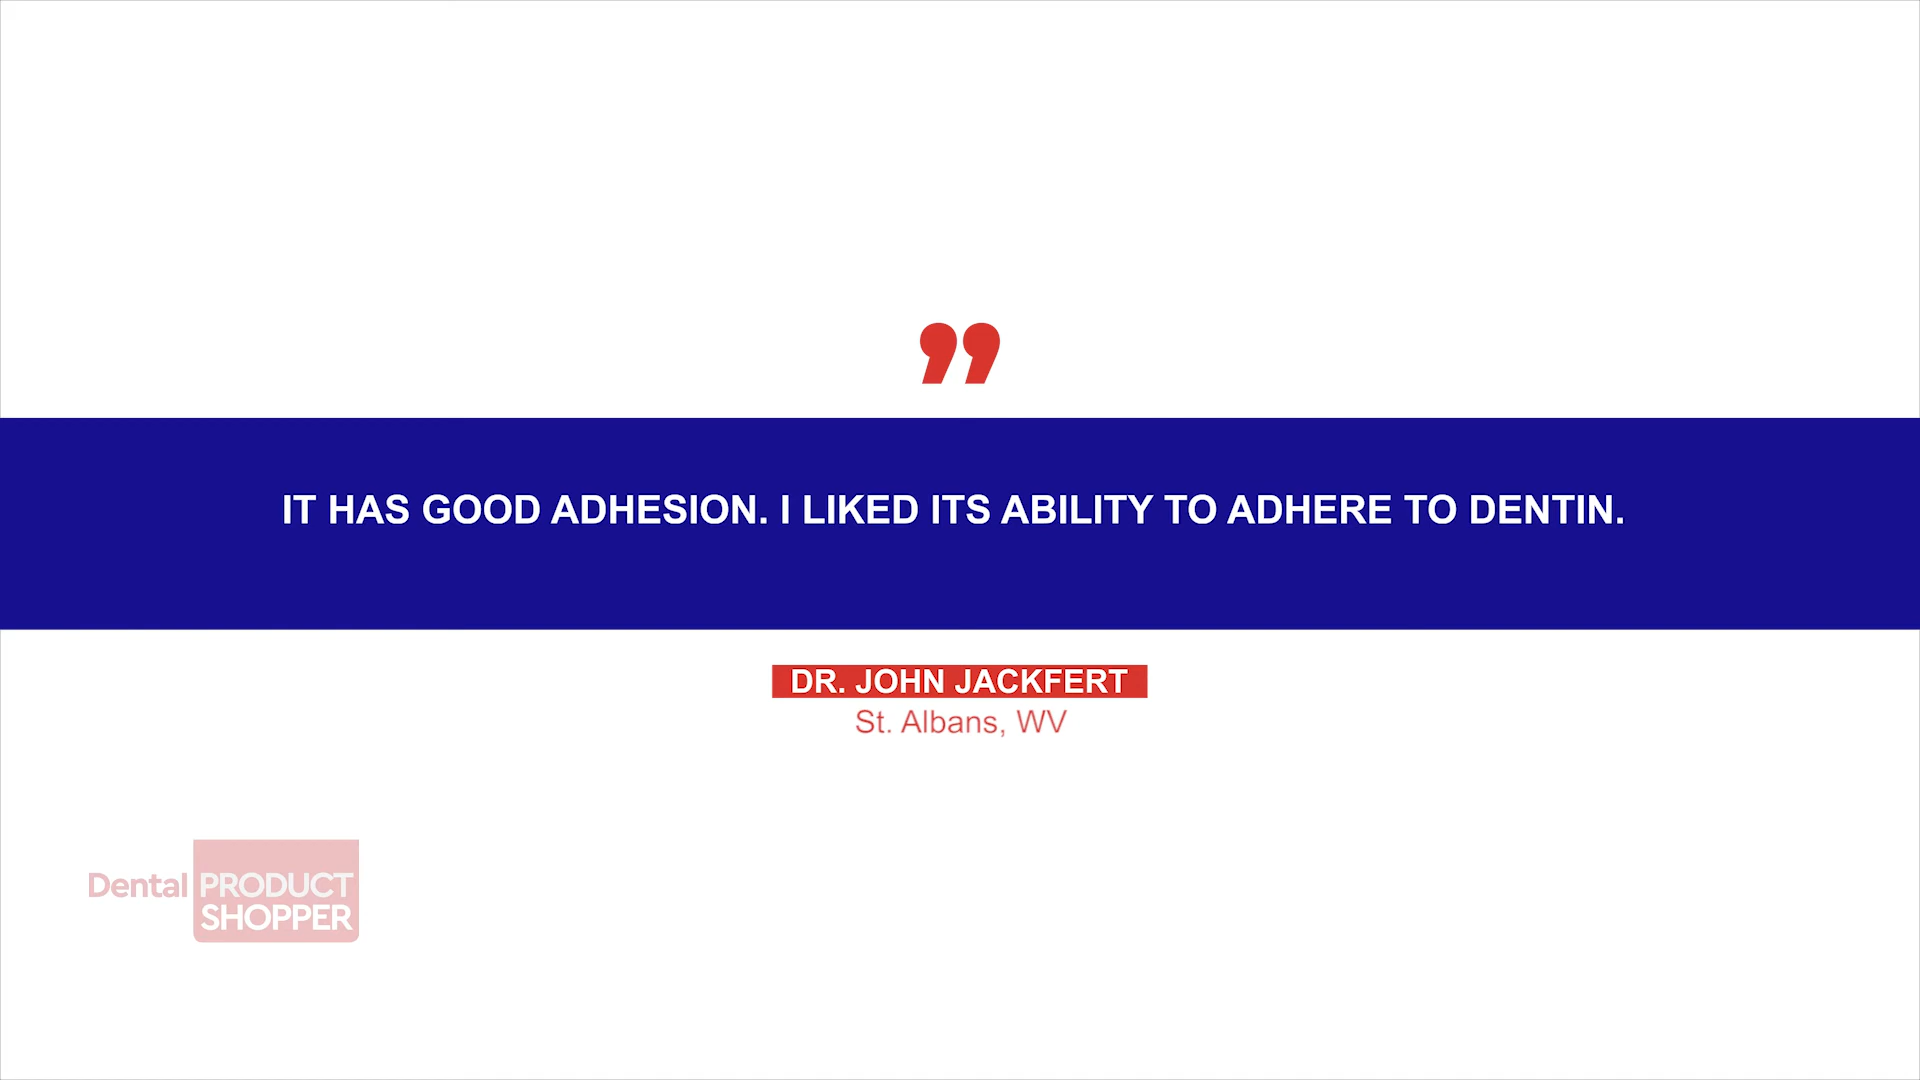 ”
IT HAS GOOD ADHESION. I LIKED ITS ABILITY TO ADHERE TO DENTIN.
DR. JOHN JACKFERT
St. Albans, WV
Dental PRODUCT
SHOPPER